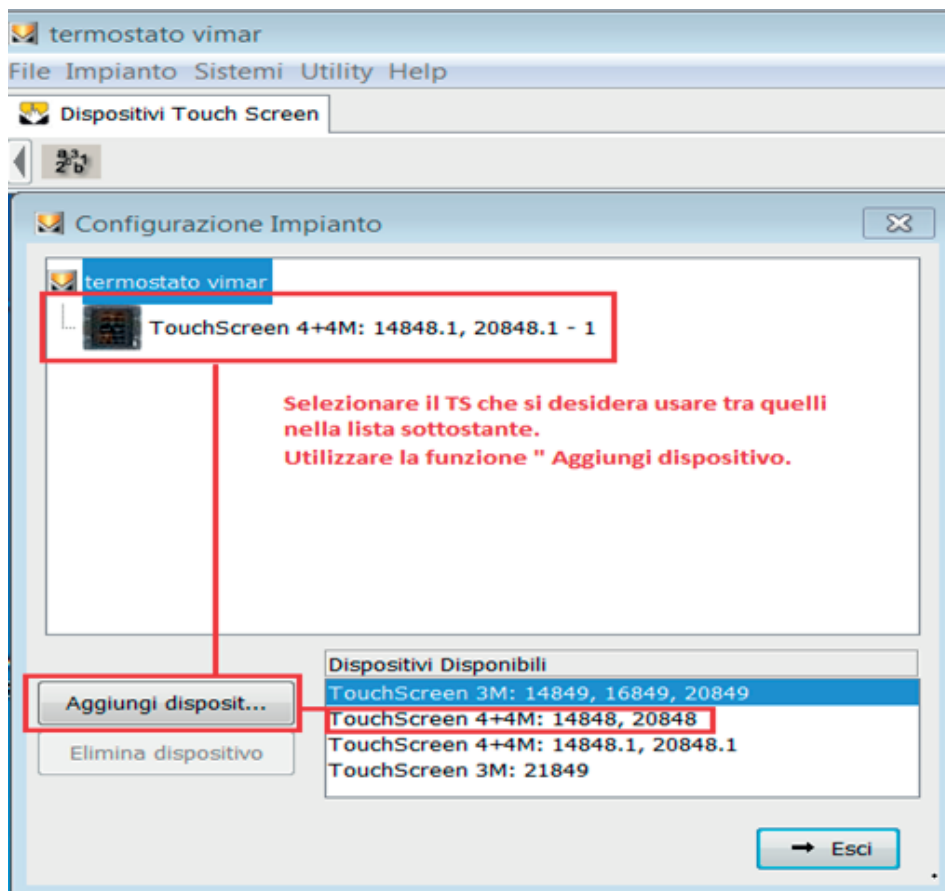 termostato vimar
File Impianto Sistemi Utility Help
Dispositivi Touch Screen
Configurazione Impianto
termostato vimar
TouchScreen 4+4M: 14848.1, 20848.1 - 1
Selezionare il TS che si desidera usare tra quelli
nella lista sottostante.
Utilizzare la funzione " Aggiungi dispositivo.
Dispositivi Disponibili
Aggiungi disposit...
TouchScreen 3M: 14849, 16849, 20849
TouchScreen 4+4M: 14848, 20848
Elimina dispositivo
TouchScreen 4+4M: 14848.1, 20848.1
TouchScreen 3M: 21849
Esci